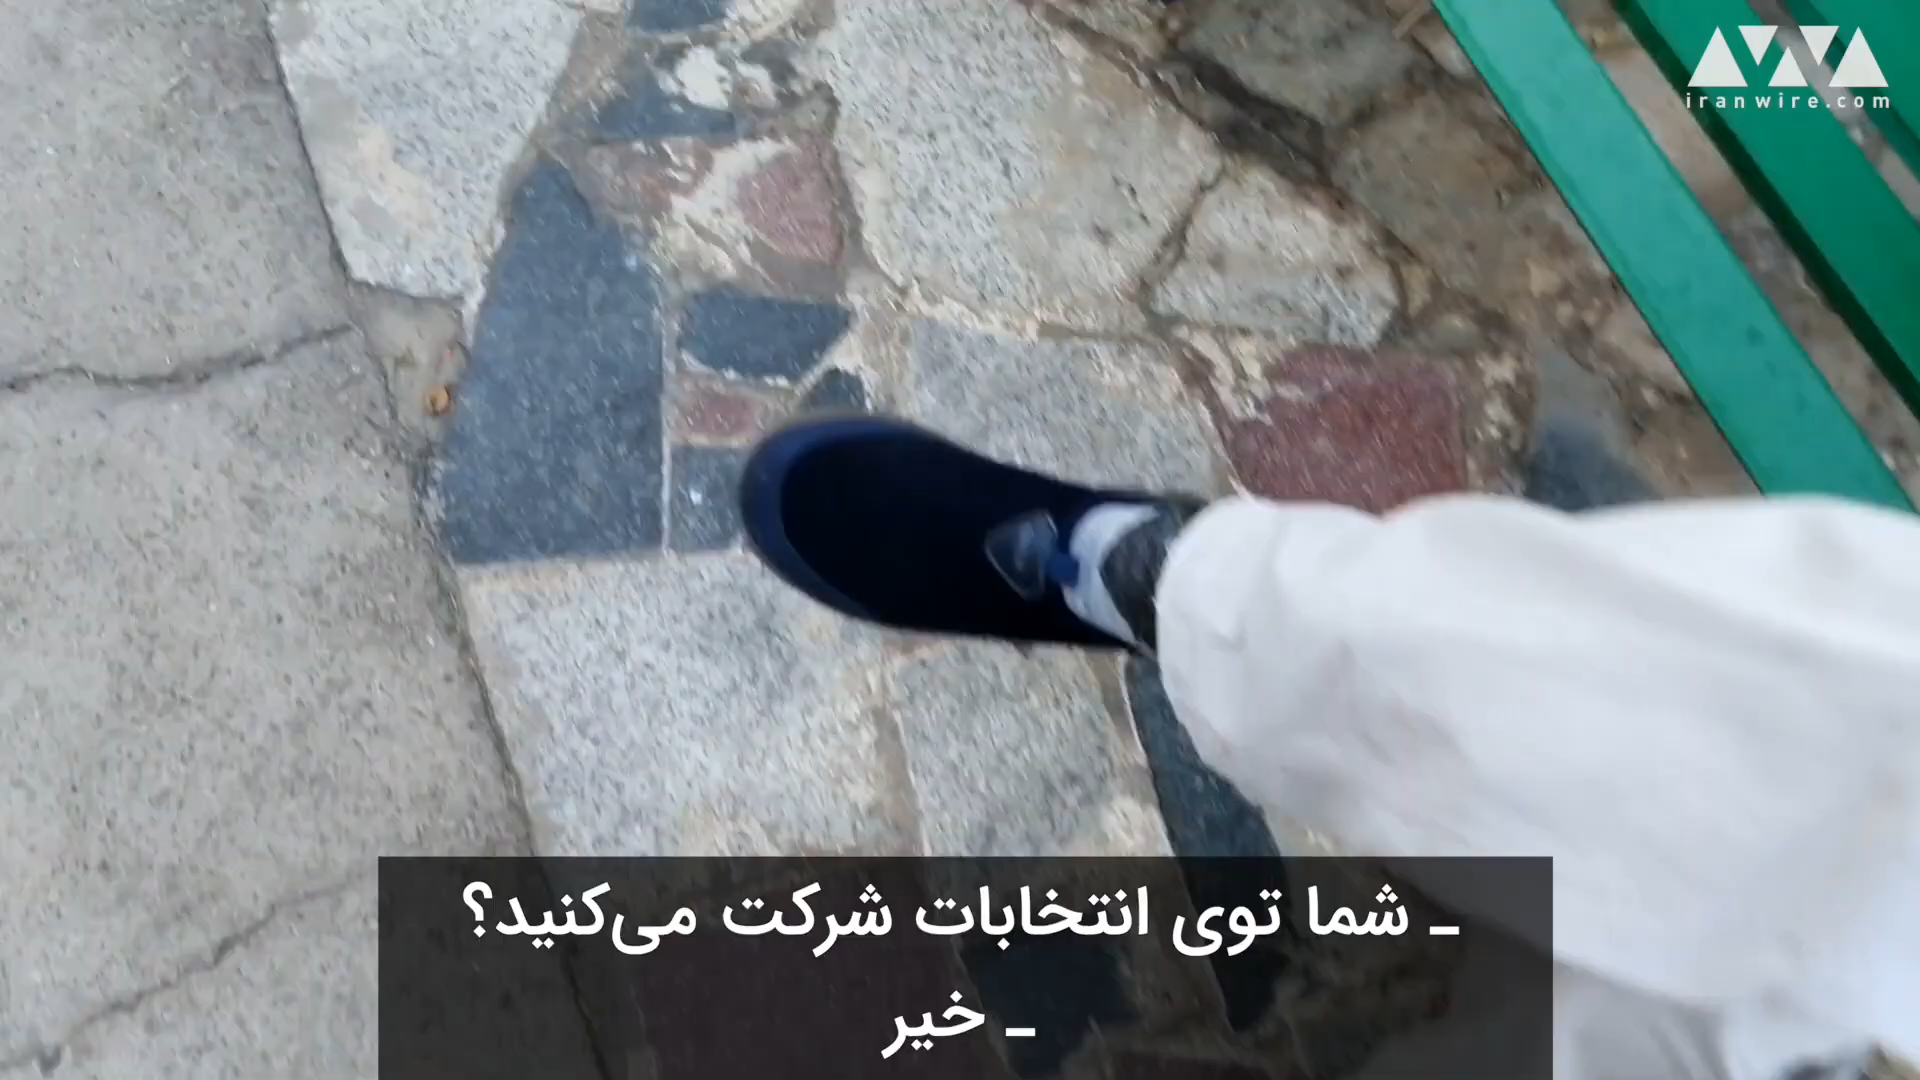 iranwire.com
ـ شما توی انتخابات شرکت می‌کنید؟
ـ خیر